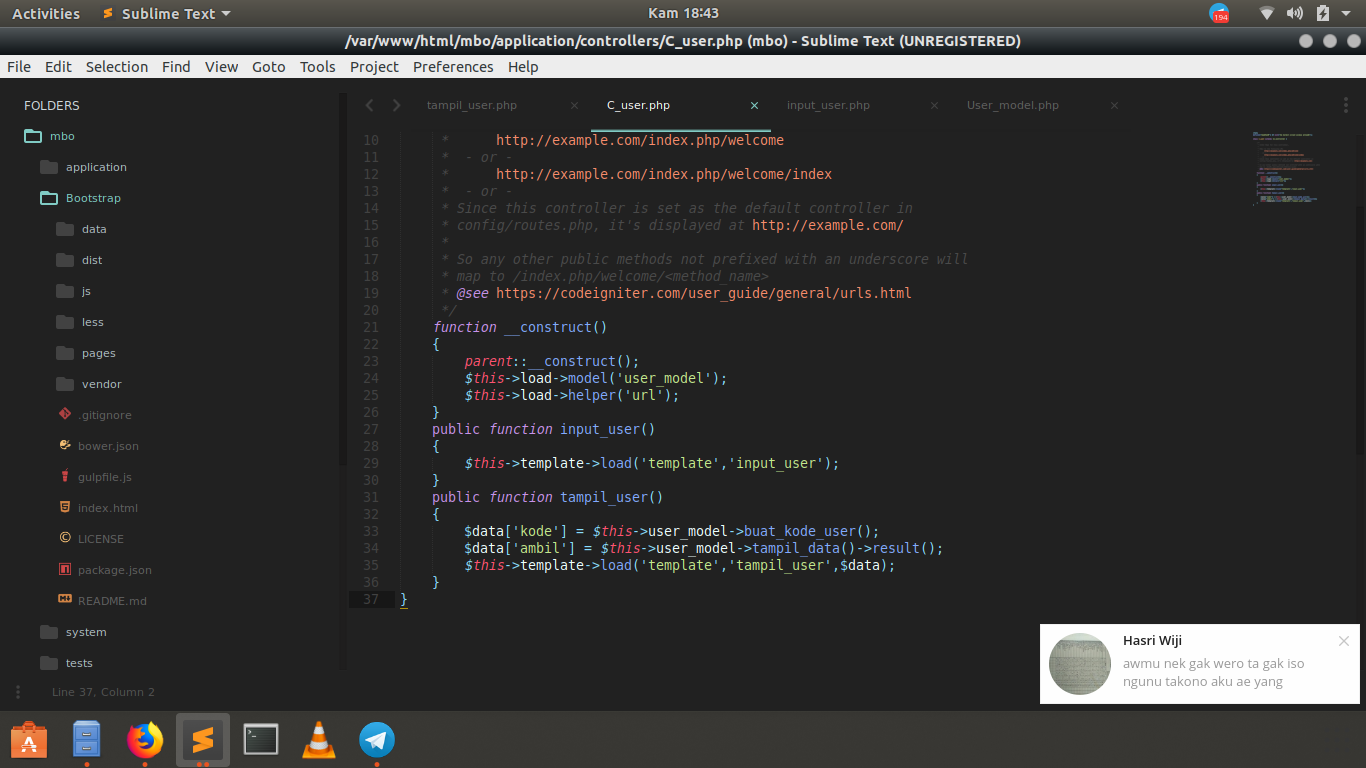 Activities Sublime Text Kam 18:43 194
/var/www/html/mbo/application/controllers/C_user.php (mbo) - Sublime Text (UNREGISTERED)
File Edit Selection Find View Goto Tools Project Preferences Help
FOLDERS
mbo
application
Bootstrap
data
dist
js
less
pages
vendor
.gitignore
bower.json
gulpfile.js
index.html
LICENSE
package.json
README.md
system
tests
Line 37, Column 2
tampil_user.php C_user.php input_user.php User_model.php
10 * http://example.com/index.php/welcome
11 * - or -
12 * http://example.com/index.php/welcome/index
13 * - or -
14 * Since this controller is set as the default controller in
15 * config/routes.php, it's displayed at http://example.com/
16 *
17 * So any other public methods not prefixed with an underscore will
18 * map to /index.php/welcome/<method_name>
19 * @see https://codeigniter.com/user_guide/general/urls.html
20 */
21 function __construct()
22 {
23 parent::__construct();
24 $this->load->model('user_model');
25 $this->load->helper('url');
26 }
27 public function input_user()
28 {
29 $this->template->load('template','input_user');
30 }
31 public function tampil_user()
32 {
33 $data['kode'] = $this->user_model->buat_kode_user();
34 $data['ambil'] = $this->user_model->tampil_data()->result();
35 $this->template->load('template','tampil_user',$data);
36 }
37 }
Hasri Wiji
awmu nek gak wero ta gak iso
ngunu takono aku ae yang